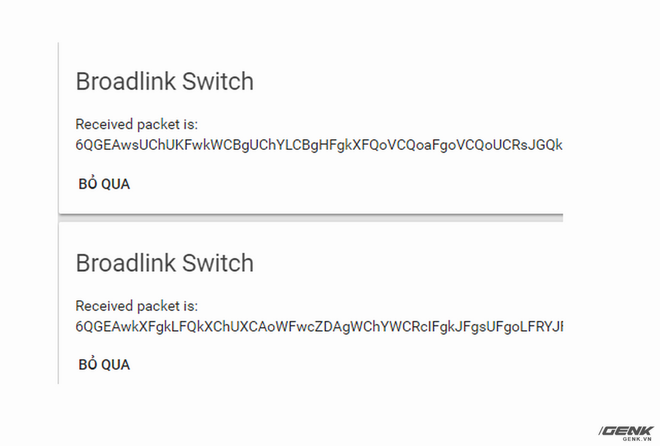 Broadlink Switch
Received packet is:
6QGEAwsUChUKFwkWCBgUChYLCBgHFgkXFQoVCQoaFgoVCQoUCRsJGQk
BỎ QUA
Broadlink Switch
Received packet is:
6QGEAwkXFgkLFQkXChUXCAoWFwcZDAgWChYWCRcIFgkJFgsUFgoLFRYJF
BỎ QUA
GENK
GENK.VN